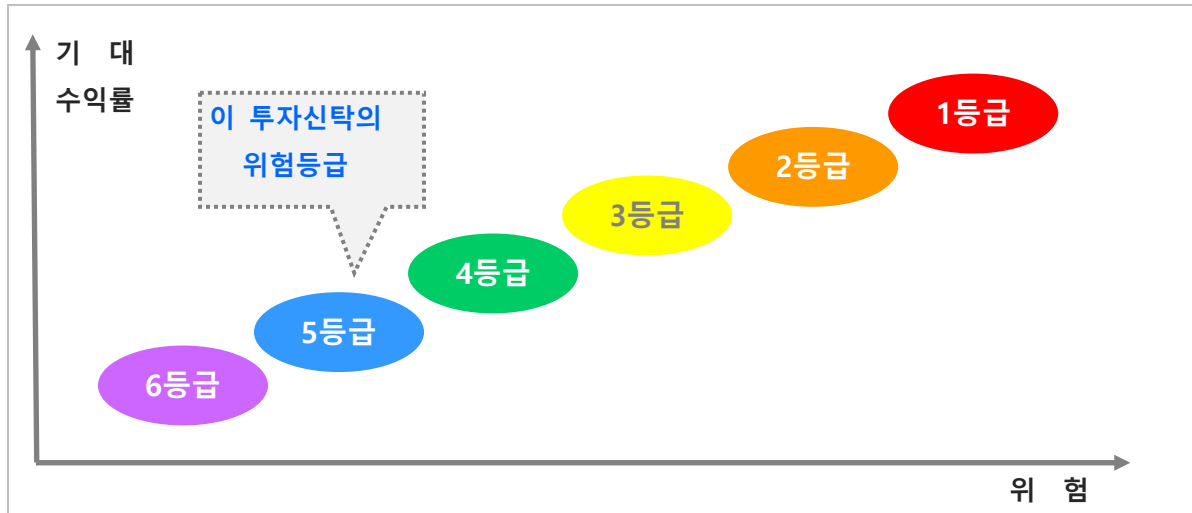 기 대
수익률
이 투자신탁의
위험등급
1등급
2등급
3등급
4등급
5등급
6등급
위 험